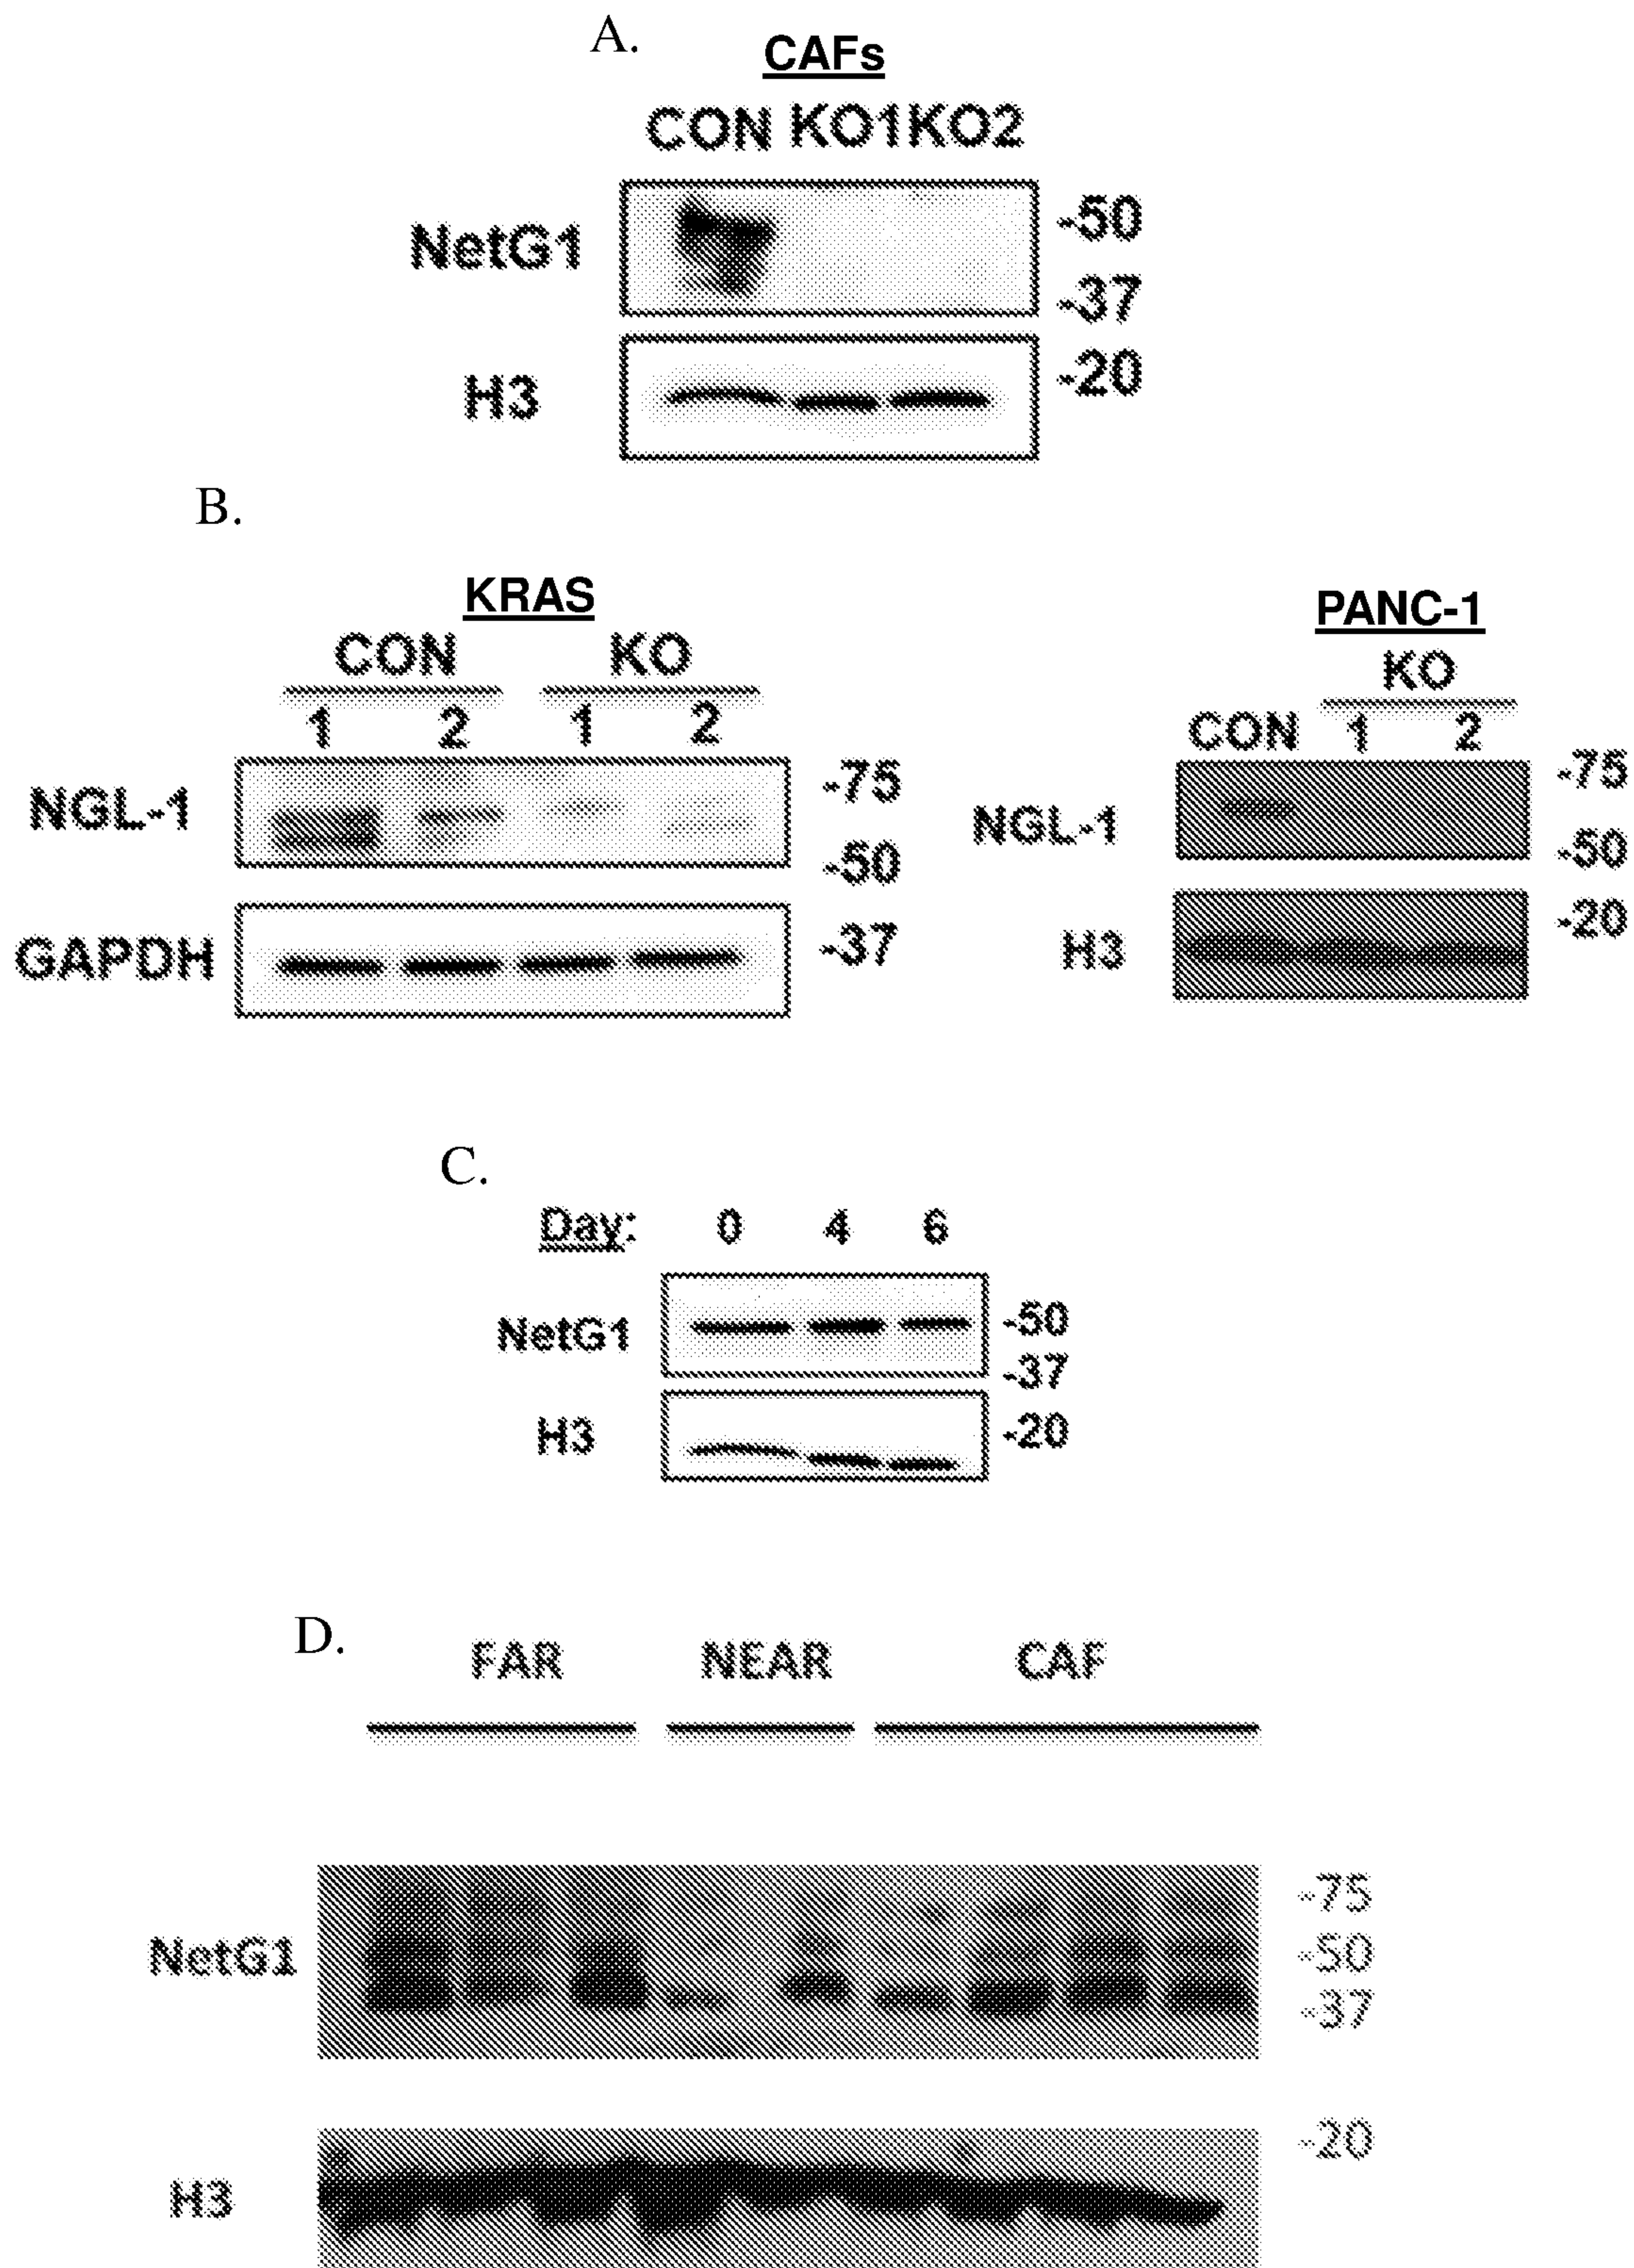 A.
CAFs
CON KO1 KO2
NetG1
-50
-37
H3
-20
B.
KRAS
CON KO
1 2 1 2
NGL-1
-75
-50
GAPDH
-37
PANC-1
KO
CON 1 2
NGL-1
-75
-50
H3
-20
C.
Day: 0 4 6
NetG1
-50
-37
H3
-20
D.
FAR NEAR CAF
NetG1
-75
-50
-37
H3
-20